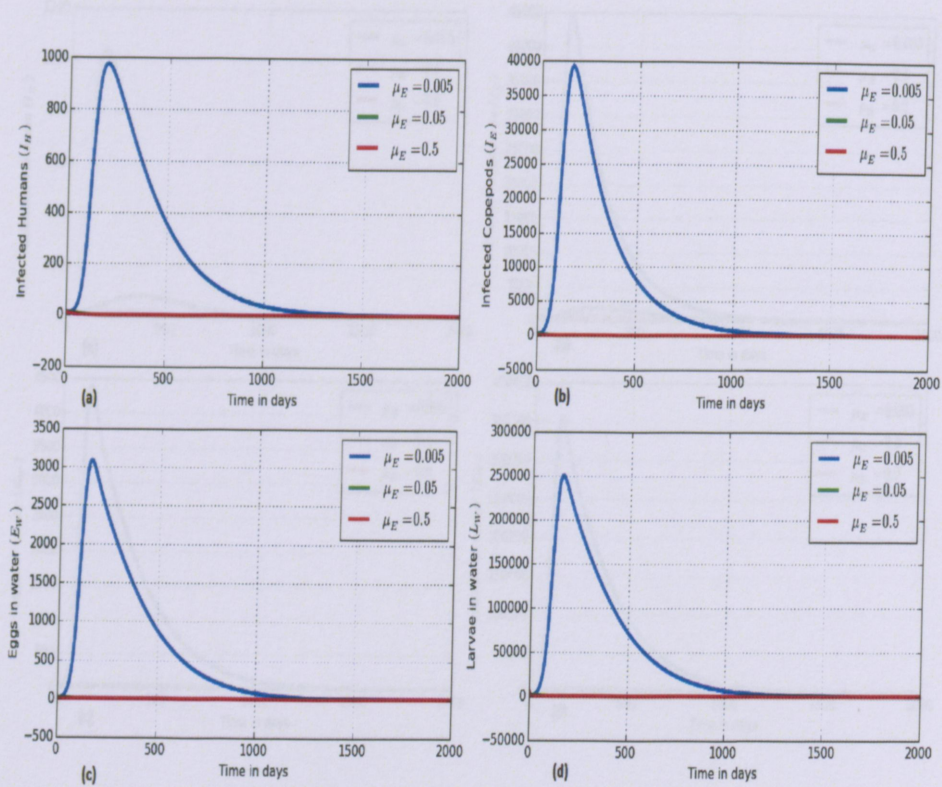 1000
800
600
400
200
0
−200
0
500
1000
1500
2000
Infected Humans (I_H)
μ_E = 0.005
μ_E = 0.05
μ_E = 0.5
(a)
Time in days
40000
35000
30000
25000
20000
15000
10000
5000
0
−5000
0
500
1000
1500
2000
Infected Copepods (I_E)
μ_E = 0.005
μ_E = 0.05
μ_E = 0.5
(b)
Time in days
3500
3000
2500
2000
1500
1000
500
0
−500
0
500
1000
1500
2000
Eggs in water (E_W)
μ_E = 0.005
μ_E = 0.05
μ_E = 0.5
(c)
Time in days
300000
250000
200000
150000
100000
50000
0
−50000
0
500
1000
1500
2000
Larvae in water (L_W)
μ_E = 0.005
μ_E = 0.05
μ_E = 0.5
(d)
Time in days